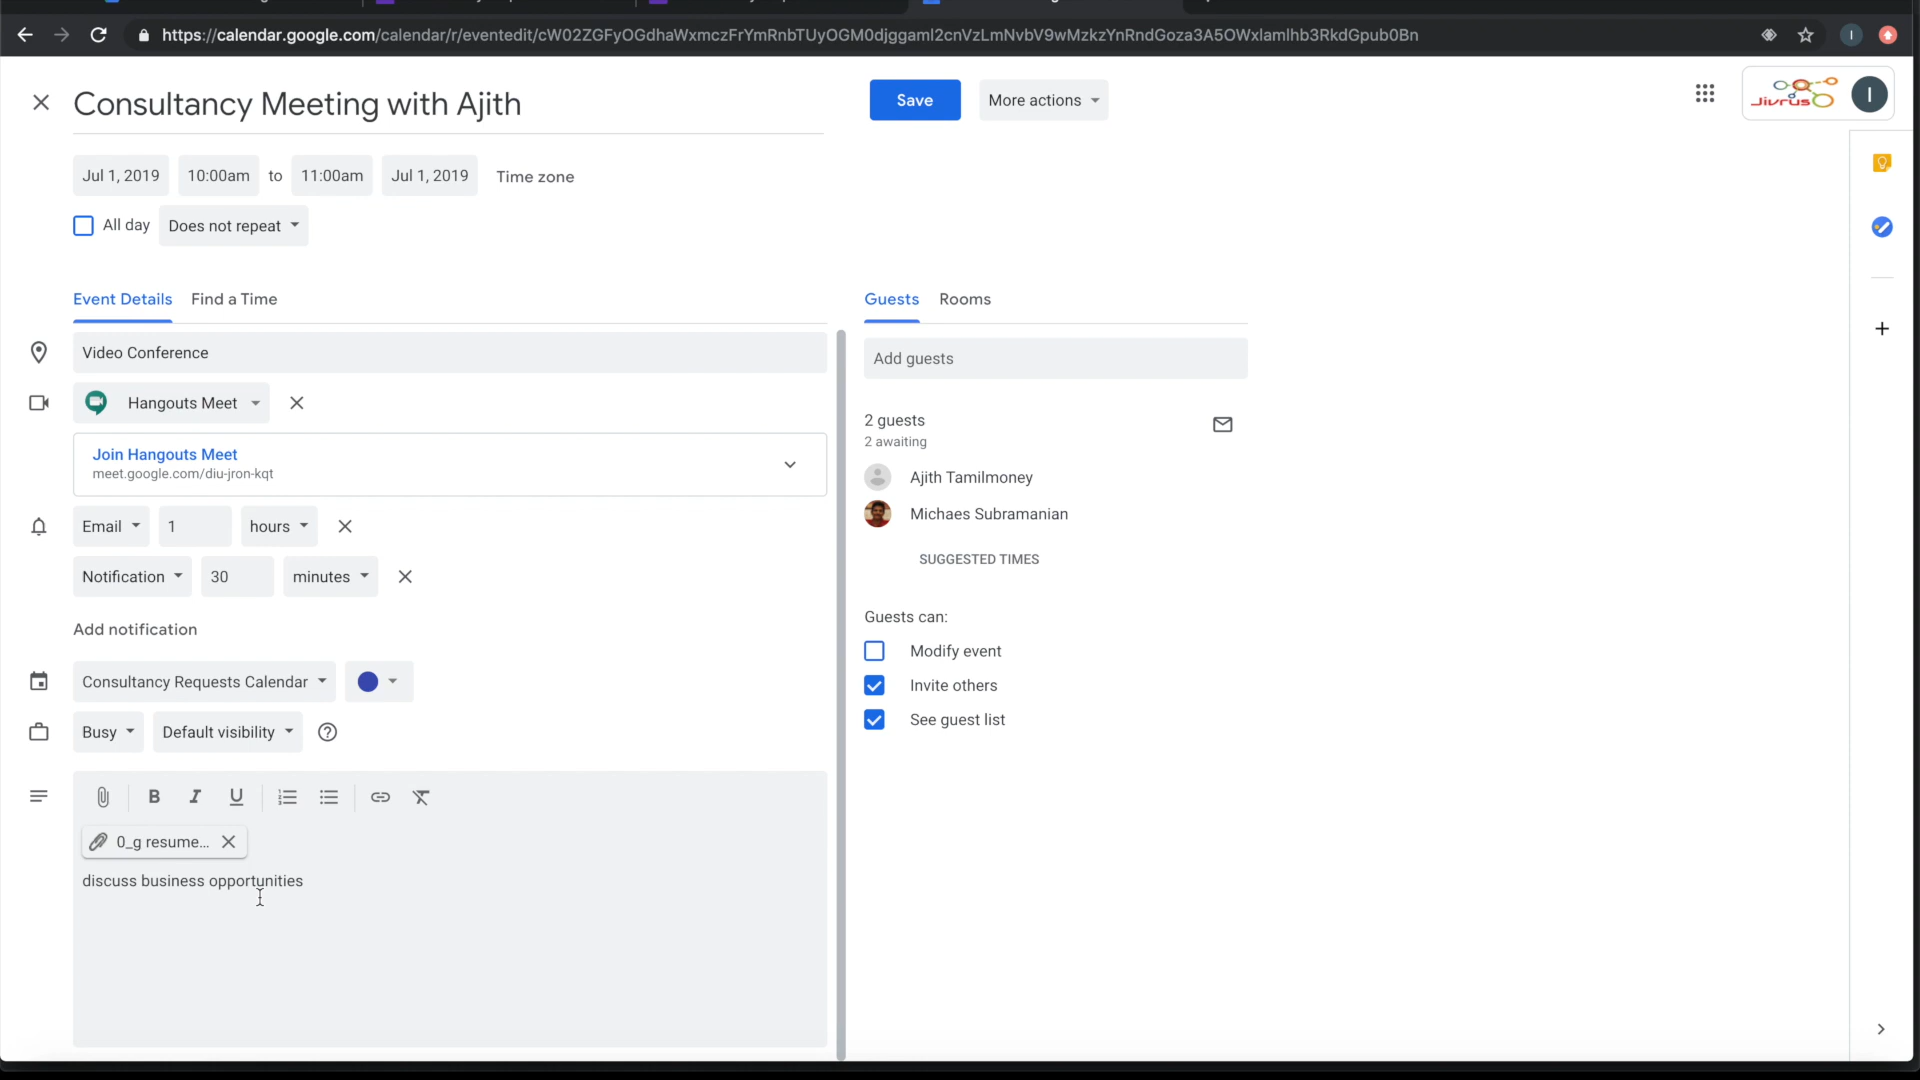 https://calendar.google.com/calendar/r/eventedit/cW02ZGFyOGdhaWxmczFrYmRnbTUyOGM0djggaml2cnVzLmNvbV9wMzkzYnRndGoza3A5OWxlamlhb3RkdGpub0Bn
I
Consultancy Meeting with Ajith
Save
More actions
Jivrus
I
Jul 1, 2019 10:00am to 11:00am Jul 1, 2019 Time zone
All day Does not repeat
Event Details Find a Time
Guests Rooms
Video Conference
Add guests
Hangouts Meet
2 guests
2 awaiting
Join Hangouts Meet
meet.google.com/diu-jron-kqt
Ajith Tamilmoney
Michaes Subramanian
Email 1 hours
SUGGESTED TIMES
Notification 30 minutes
Guests can:
Add notification
Modify event
Consultancy Requests Calendar
Invite others
Busy Default visibility
See guest list
B I U
0_g resume...
discuss business opportunities